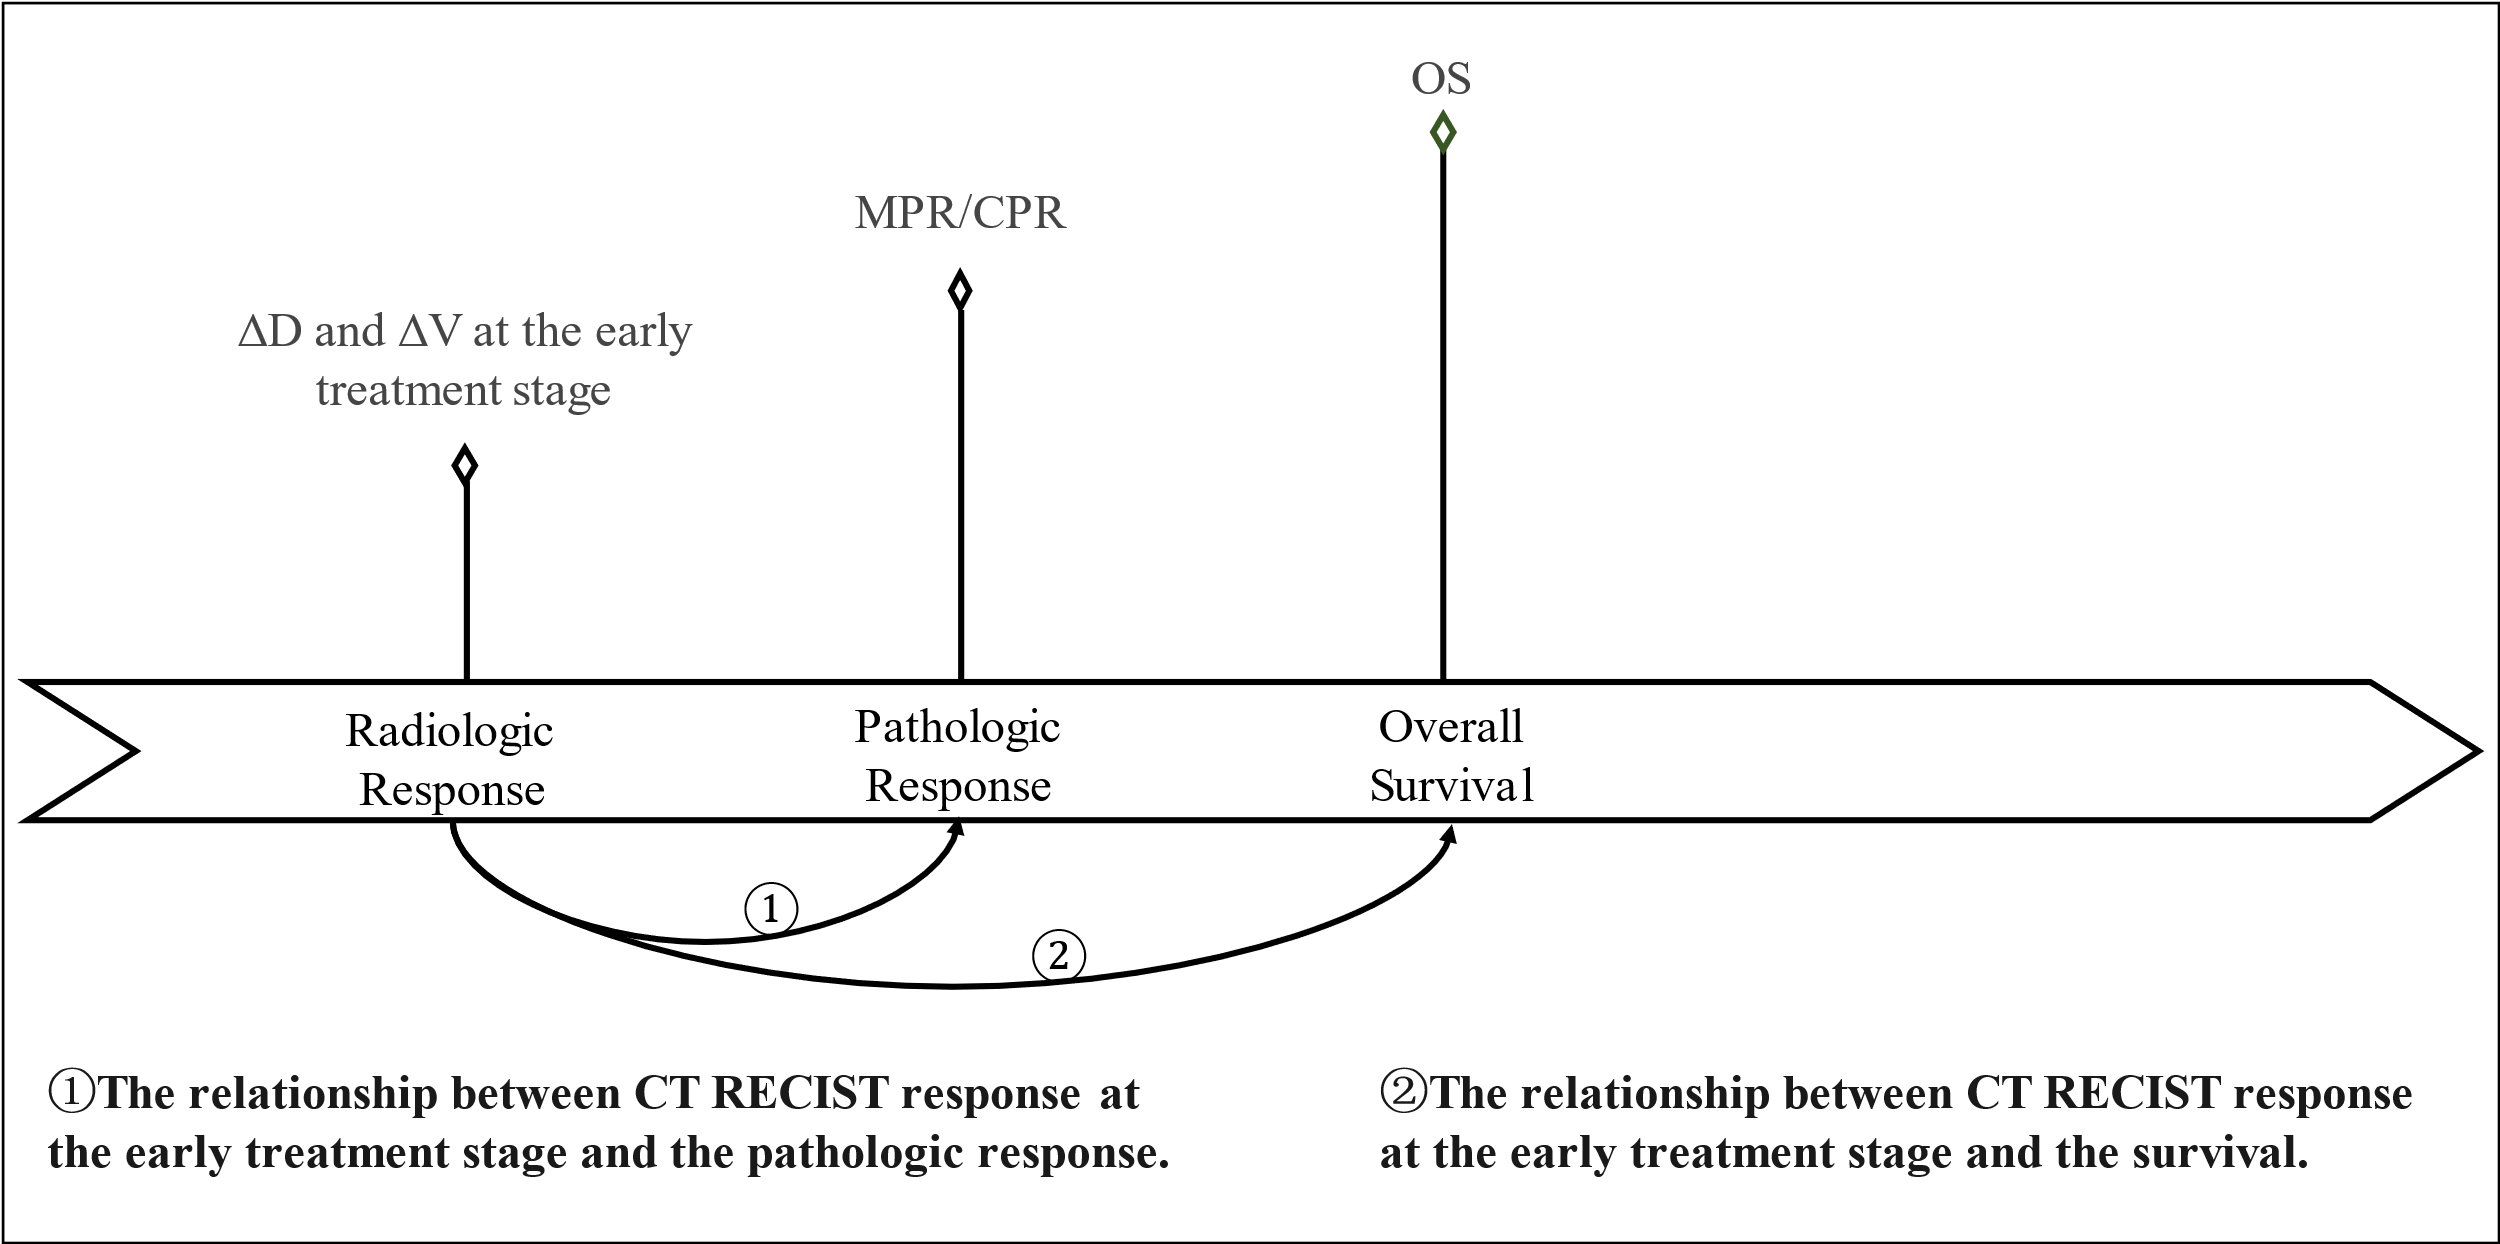 OS
MPR/CPR
ΔD and ΔV at the early
treatment stage
Radiologic
Response
Pathologic
Response
Overall
Survival
①
②
①The relationship between CT RECIST response at
the early treatment stage and the pathologic response.
②The relationship between CT RECIST response
at the early treatment stage and the survival.